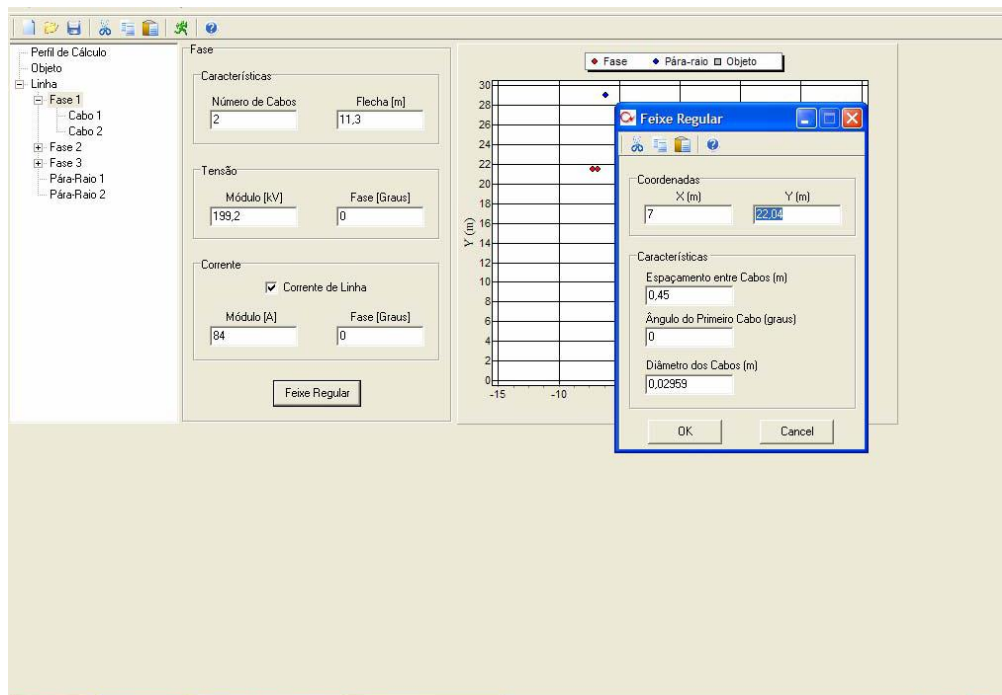 Perfil de Cálculo
Objeto
Linha
Fase 1
Cabo 1
Cabo 2
Fase 2
Fase 3
Pára-Raio 1
Pára-Raio 2
Fase
Características
Número de Cabos Flecha [m]
2 11,3
Tensão
Módulo [kV] Fase [Graus]
199,2 0
Corrente
Corrente de Linha
Módulo [A] Fase [Graus]
84 0
Feixe Regular
Fase Pára-raio Objeto
Y (m)
30
28
26
24
22
20
18
16
14
12
10
8
6
4
2
0
-15 -10
Feixe Regular
Coordenadas
X (m) Y (m)
7 22,04
Características
Espaçamento entre Cabos (m)
0,45
Ângulo do Primeiro Cabo (graus)
0
Diâmetro dos Cabos (m)
0,02959
OK Cancel